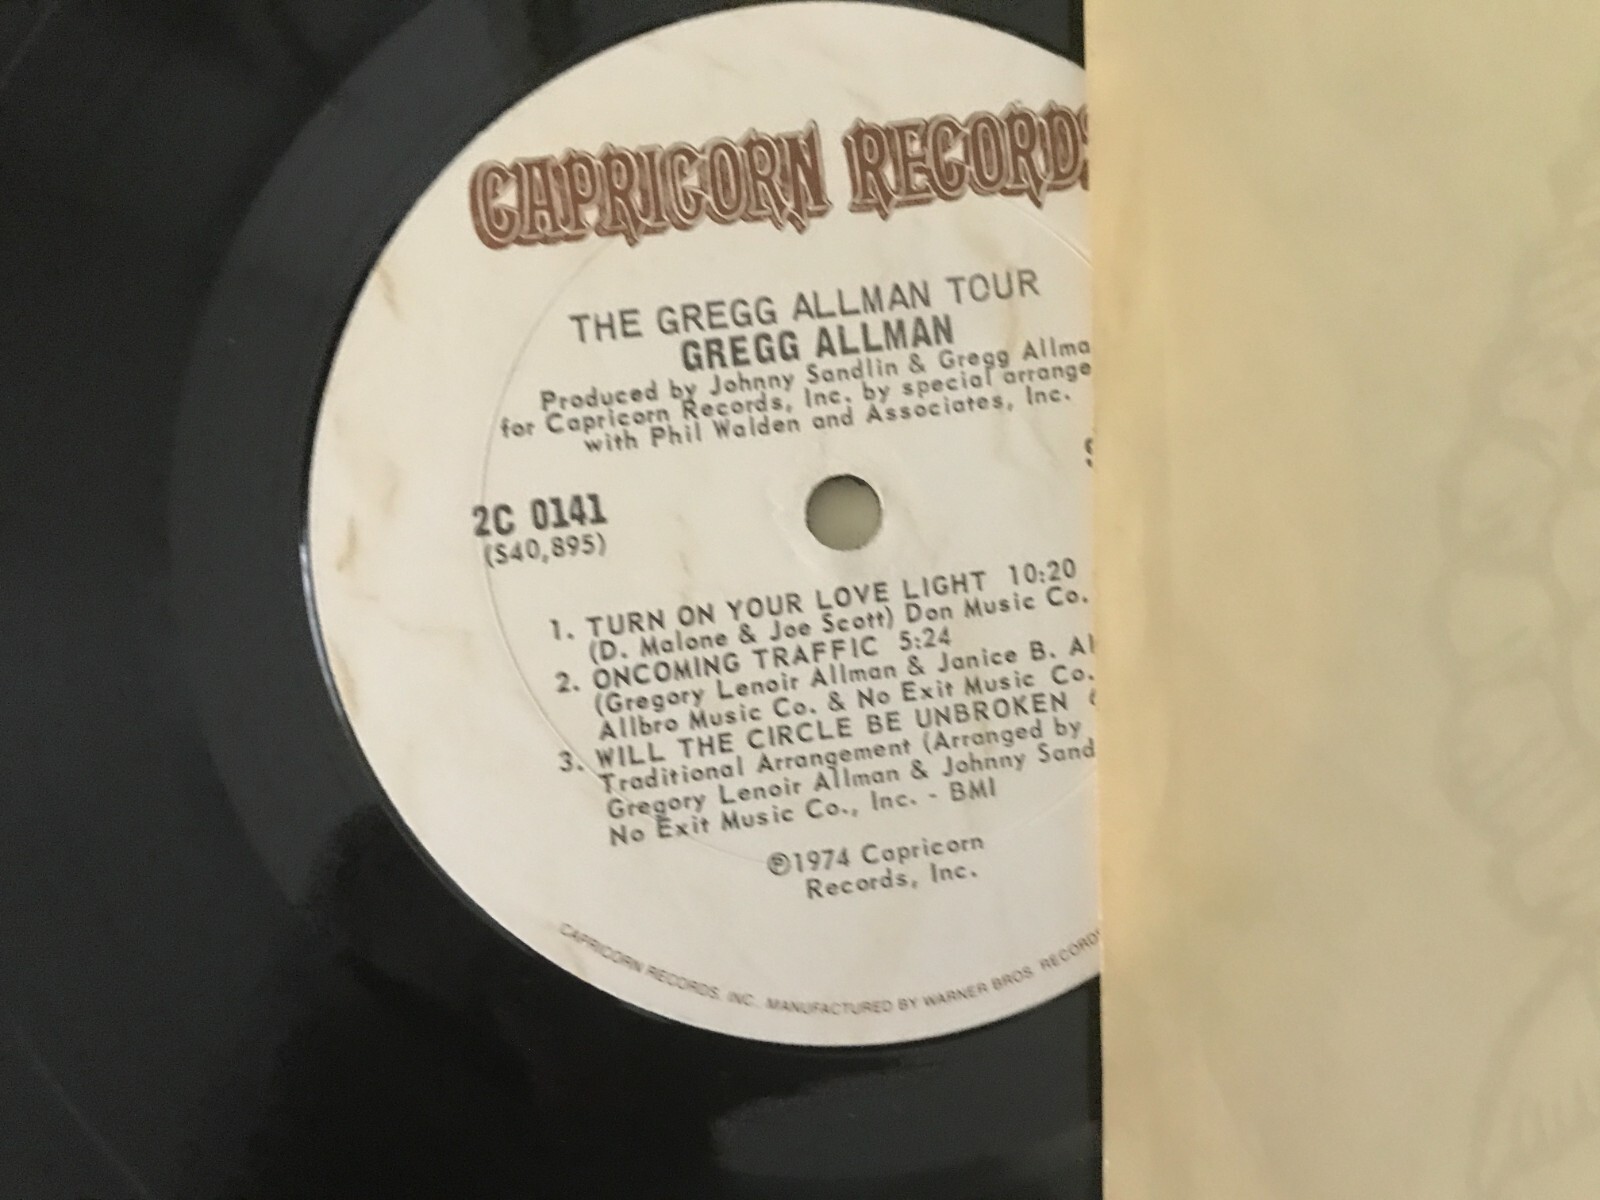 CAPRICORN RECORDS
THE GREGG ALLMAN TOUR
GREGG ALLMAN
Produced by Johnny Sandlin & Gregg Allma
for Capricorn Records, Inc. by special arrange
with Phil Walden and Associates, Inc.
2C 0141
(S40,895)
1. TURN ON YOUR LOVE LIGHT 10:20
(D. Malone & Joe Scott) Don Music Co.
2. ONCOMING TRAFFIC 5:24
(Gregory Lenoir Allman & Janice B. Al
Allbro Music Co. & No Exit Music Co.
3. WILL THE CIRCLE BE UNBROKEN
Traditional Arrangement (Arranged by
Gregory Lenoir Allman & Johnny Sand
No Exit Music Co., Inc. - BMI
℗1974 Capricorn
Records, Inc.
CAPRICORN RECORDS, INC., MANUFACTURED BY WARNER BROS. RECORDS